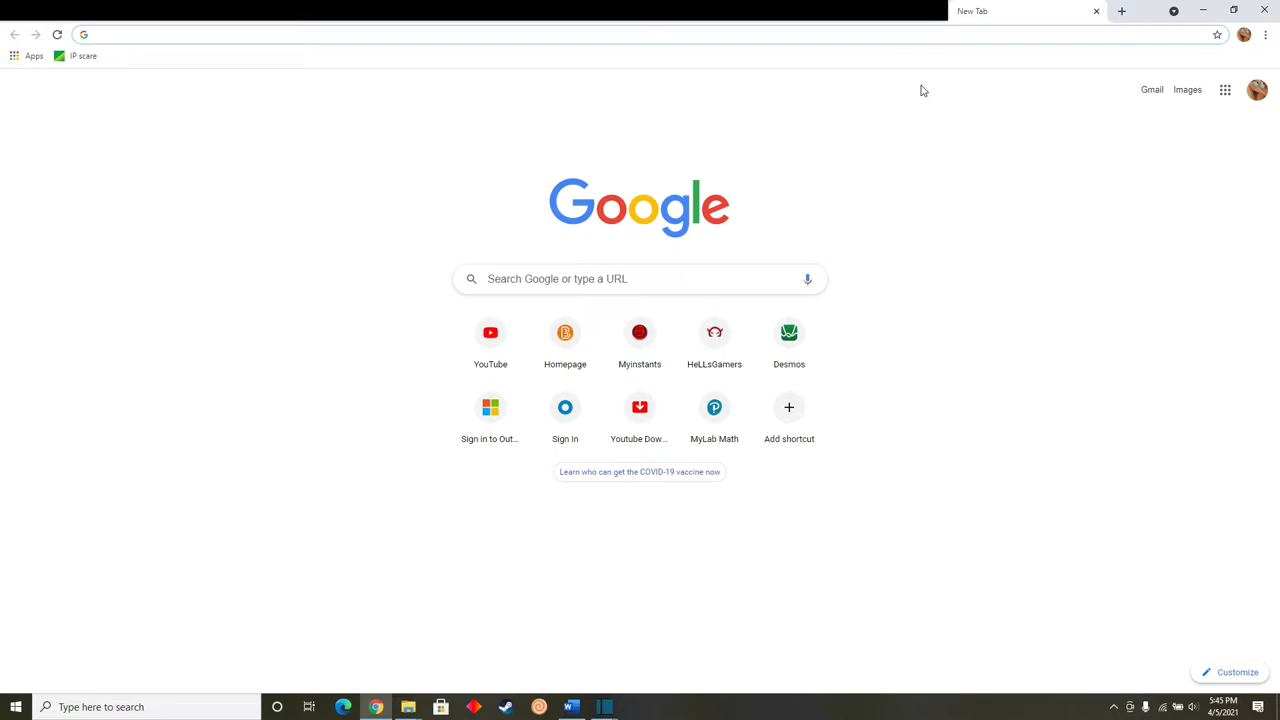 New Tab
Apps IP scare
Gmail Images
Google
Search Google or type a URL
YouTube Homepage Myinstants HeLLsGamers Desmos
Sign in to Out... Sign In Youtube Dow... MyLab Math Add shortcut
Learn who can get the COVID-19 vaccine now
Customize
Type here to search
5:45 PM
4/5/2021